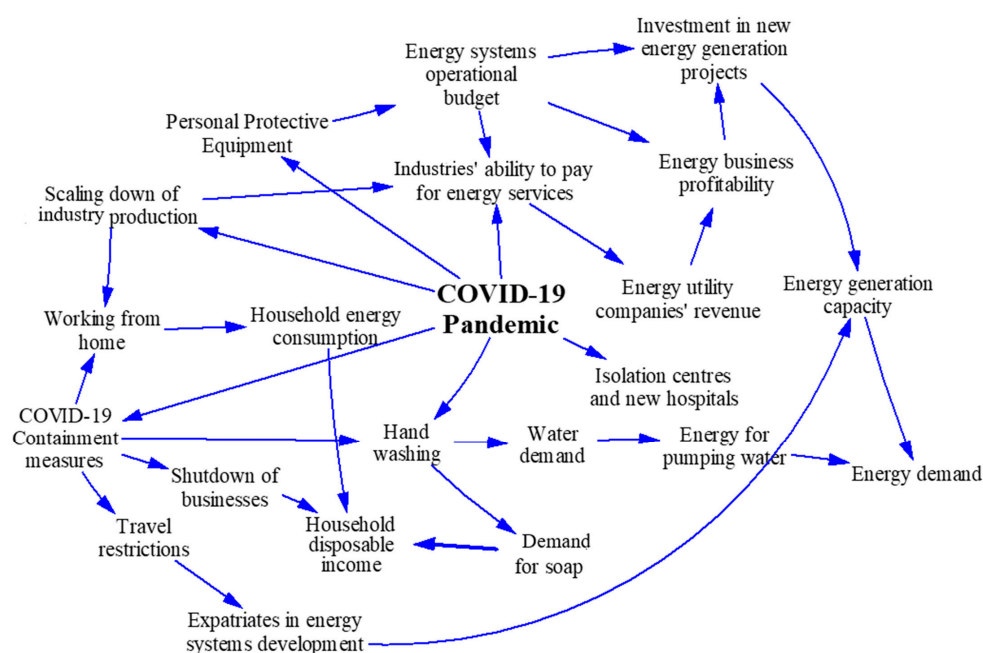 Investment in new
energy generation
projects
Energy systems
operational
budget
Personal Protective
Equipment
Industries' ability to pay
for energy services
Energy business
profitability
Scaling down of
industry production
COVID-19
Pandemic
Energy utility
companies' revenue
Energy generation
capacity
Working from
home
Household energy
consumption
Isolation centres
and new hospitals
COVID-19
Containment
measures
Hand
washing
Water
demand
Energy for
pumping water
Energy demand
Shutdown of
businesses
Travel
restrictions
Household
disposable
income
Demand
for soap
Expatriates in energy
systems development